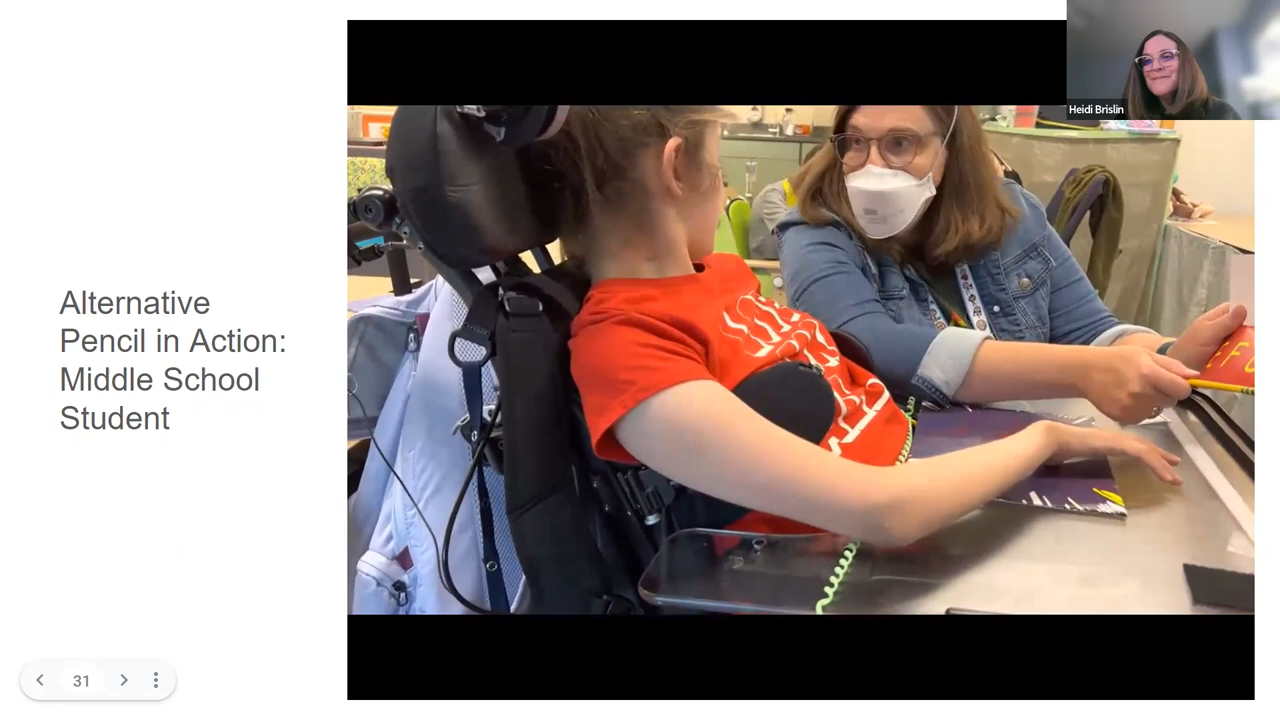 Heidi Brislin
Alternative
Pencil in Action:
Middle School
Student
31